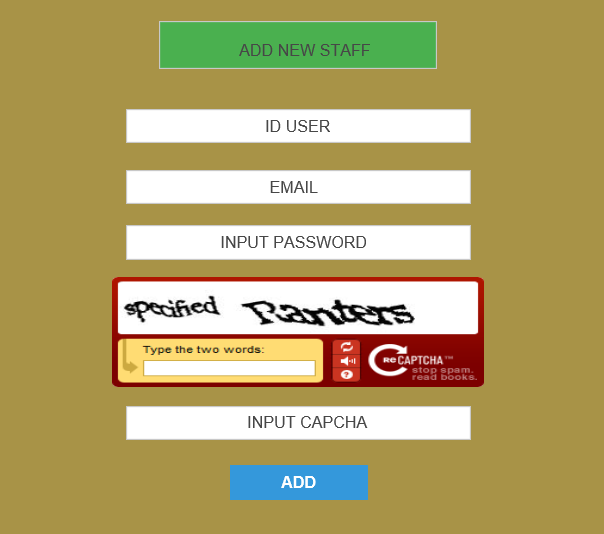 ADD NEW STAFF
ID USER
EMAIL
INPUT PASSWORD
specified Ranters
Type the two words:
reCAPTCHA™
stop spam.
read books.
INPUT CAPCHA
ADD